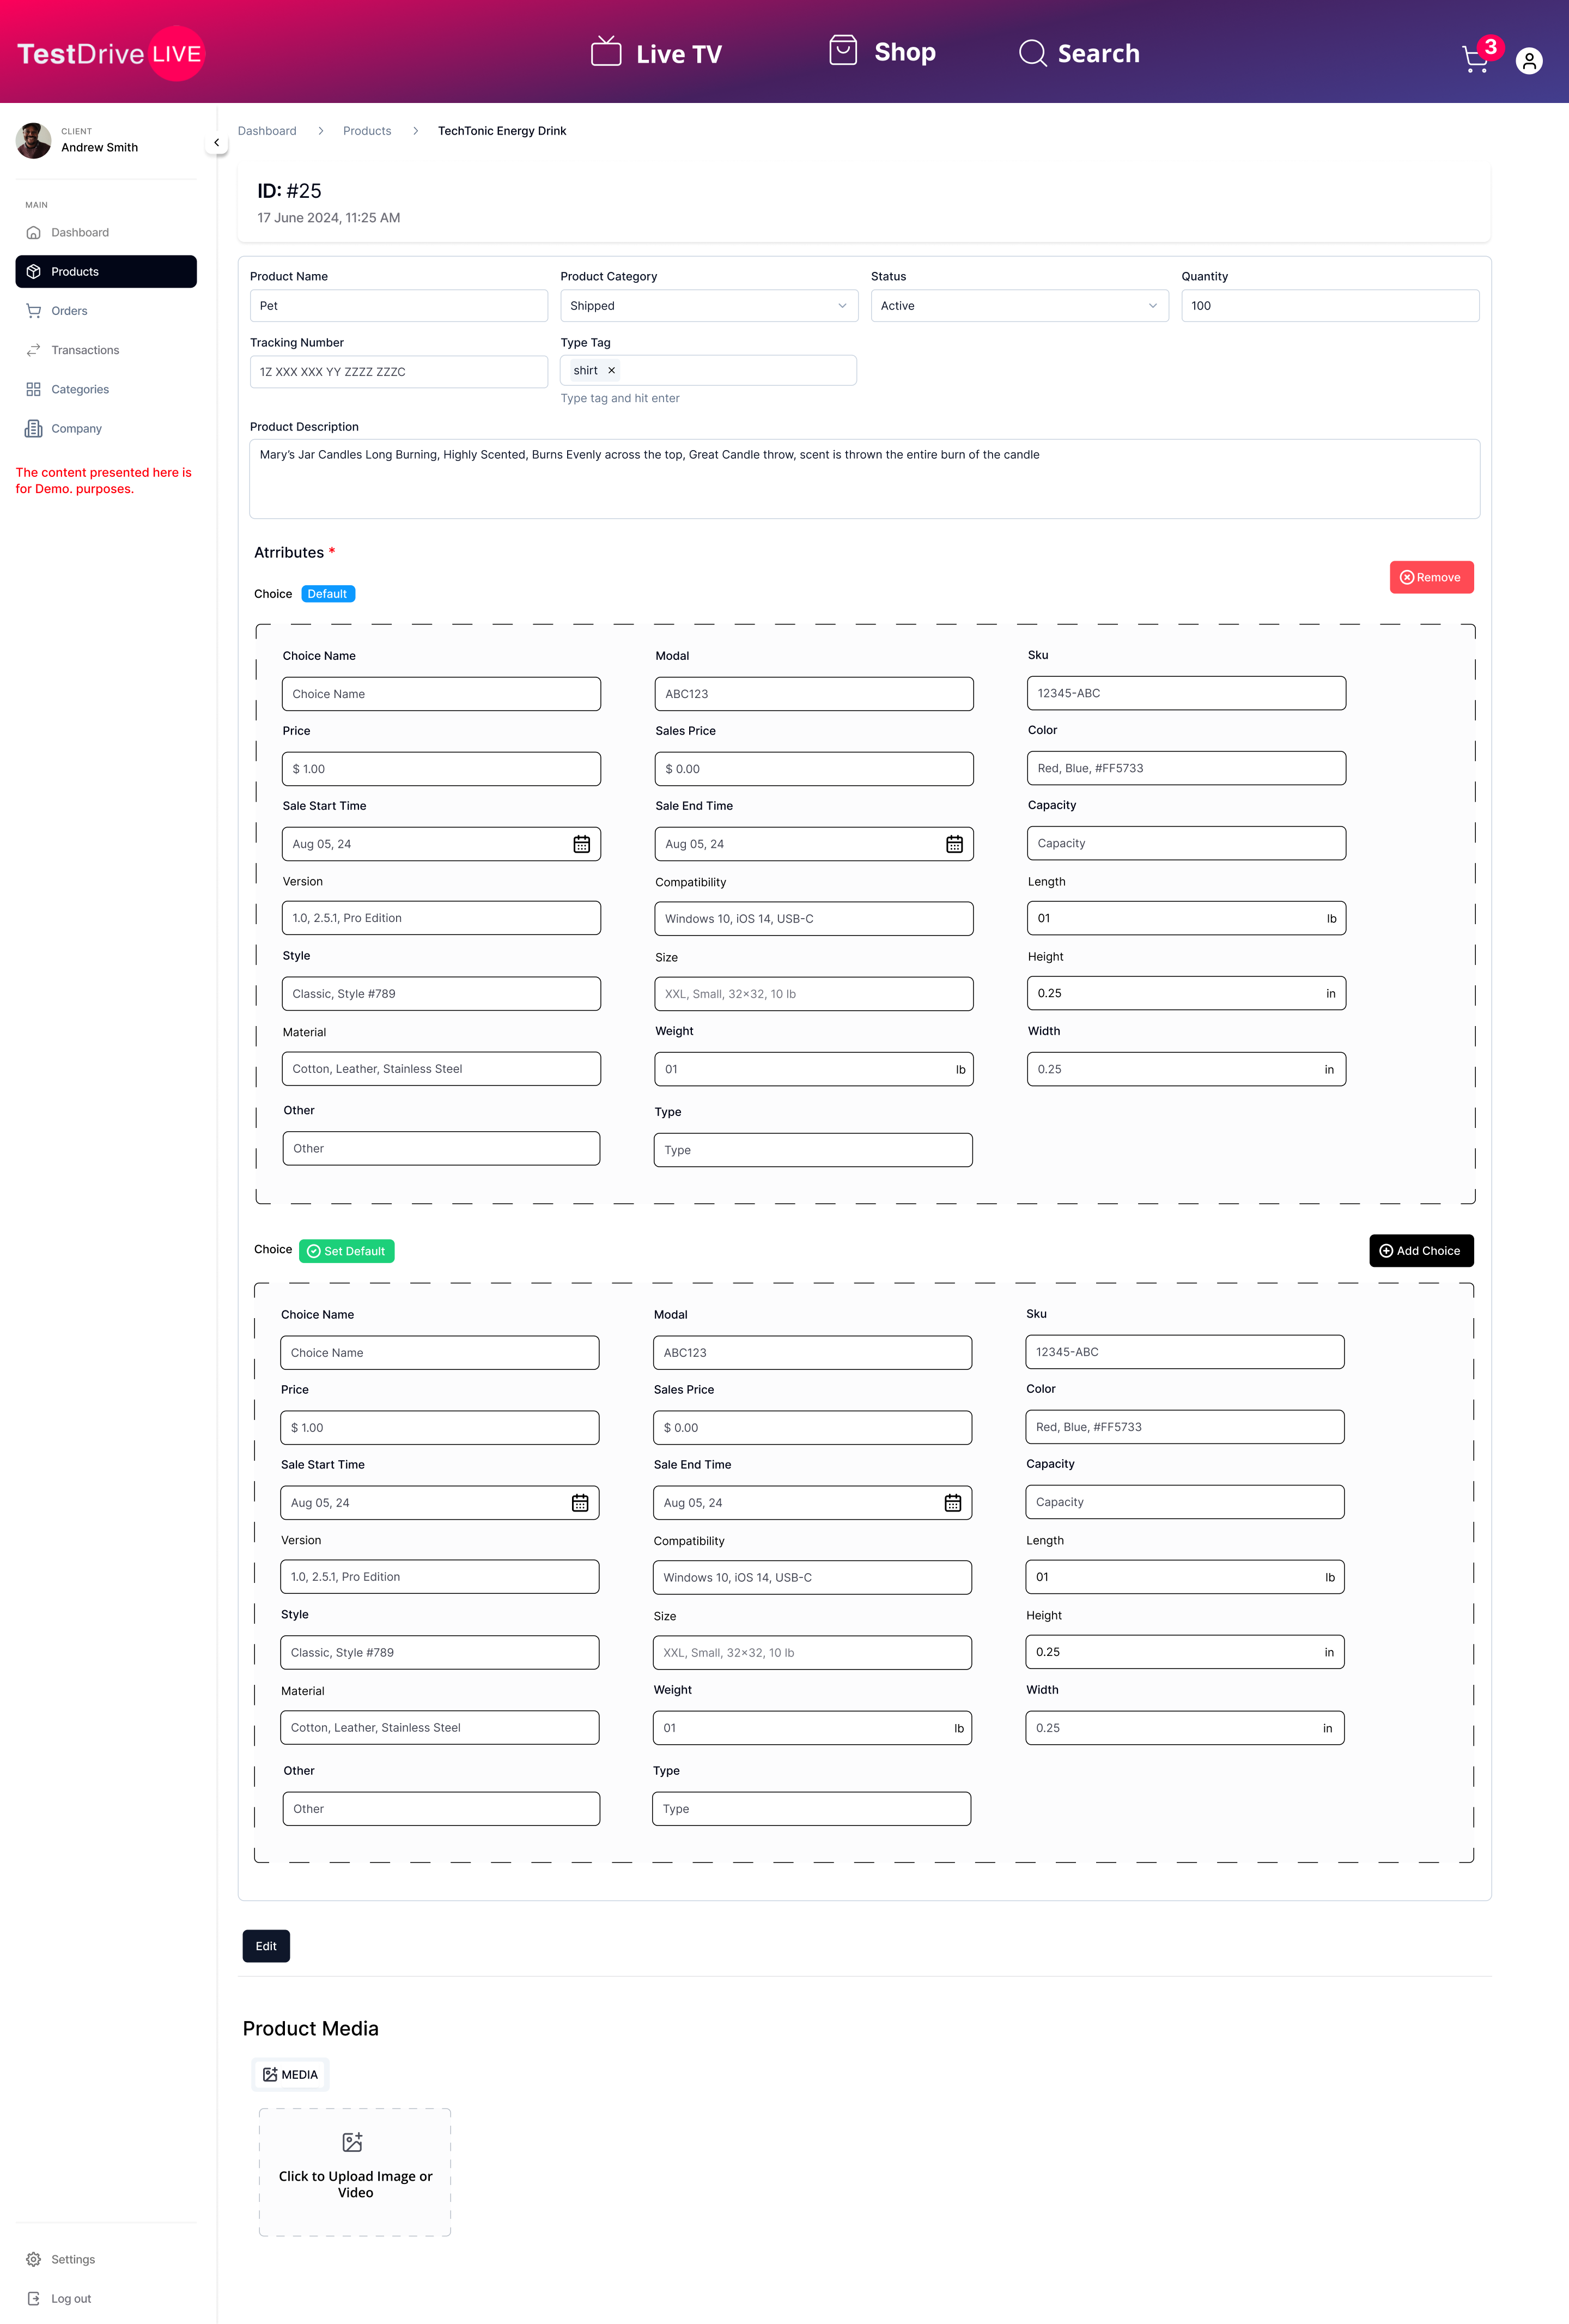 TestDrive LIVE
Live TV
Shop
Search
3
CLIENT
Andrew Smith
MAIN
Dashboard
Products
Orders
Transactions
Categories
Company
The content presented here is
for Demo. purposes.
Settings
Log out
Dashboard > Products > TechTonic Energy Drink
ID: #25
17 June 2024, 11:25 AM
Product Name Product Category Status Quantity
Pet Shipped Active 100
Tracking Number Type Tag
1Z XXX XXX YY ZZZZ ZZZC shirt ×
Type tag and hit enter
Product Description
Mary’s Jar Candles Long Burning, Highly Scented, Burns Evenly across the top, Great Candle throw, scent is thrown the entire burn of the candle
Atrributes *
Remove
Choice Default
Choice Name Modal Sku
Choice Name ABC123 12345-ABC
Price Sales Price Color
$ 1.00 $ 0.00 Red, Blue, #FF5733
Sale Start Time Sale End Time Capacity
Aug 05, 24 Aug 05, 24 Capacity
Version Compatibility Length
1.0, 2.5.1, Pro Edition Windows 10, iOS 14, USB-C 01 lb
Style Size Height
Classic, Style #789 XXL, Small, 32×32, 10 lb 0.25 in
Material Weight Width
Cotton, Leather, Stainless Steel 01 lb 0.25 in
Other Type
Other Type
Choice Set Default Add Choice
Choice Name Modal Sku
Choice Name ABC123 12345-ABC
Price Sales Price Color
$ 1.00 $ 0.00 Red, Blue, #FF5733
Sale Start Time Sale End Time Capacity
Aug 05, 24 Aug 05, 24 Capacity
Version Compatibility Length
1.0, 2.5.1, Pro Edition Windows 10, iOS 14, USB-C 01 lb
Style Size Height
Classic, Style #789 XXL, Small, 32×32, 10 lb 0.25 in
Material Weight Width
Cotton, Leather, Stainless Steel 01 lb 0.25 in
Other Type
Other Type
Edit
Product Media
MEDIA
Click to Upload Image or
Video